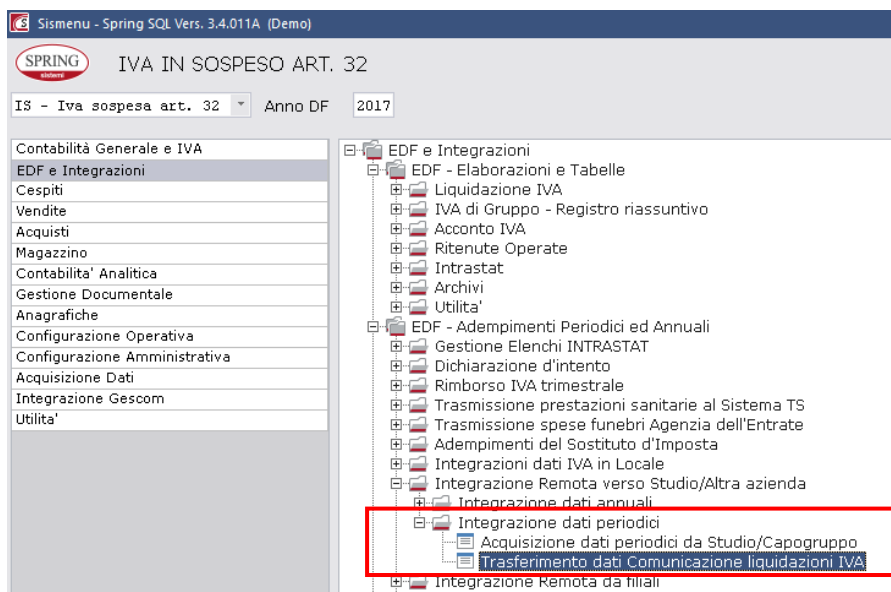 Sismenu - Spring SQL Vers. 3.4.011A (Demo)
SPRING
sistemi
IVA IN SOSPESO ART. 32
IS - Iva sospesa art. 32
Anno DF
2017
Contabilità Generale e IVA
EDF e Integrazioni
Cespiti
Vendite
Acquisti
Magazzino
Contabilita' Analitica
Gestione Documentale
Anagrafiche
Configurazione Operativa
Configurazione Amministrativa
Acquisizione Dati
Integrazione Gescom
Utilita'
EDF e Integrazioni
EDF - Elaborazioni e Tabelle
Liquidazione IVA
IVA di Gruppo - Registro riassuntivo
Acconto IVA
Ritenute Operate
Intrastat
Archivi
Utilita'
EDF - Adempimenti Periodici ed Annuali
Gestione Elenchi INTRASTAT
Dichiarazione d'intento
Rimborso IVA trimestrale
Trasmissione prestazioni sanitarie al Sistema TS
Trasmissione spese funebri Agenzia dell'Entrate
Adempimenti del Sostituto d'Imposta
Integrazioni dati IVA in Locale
Integrazione Remota verso Studio/Altra azienda
Integrazione dati annuali
Integrazione dati periodici
Acquisizione dati periodici da Studio/Capogruppo
Trasferimento dati Comunicazione liquidazioni IVA
Integrazione Remota da filiali